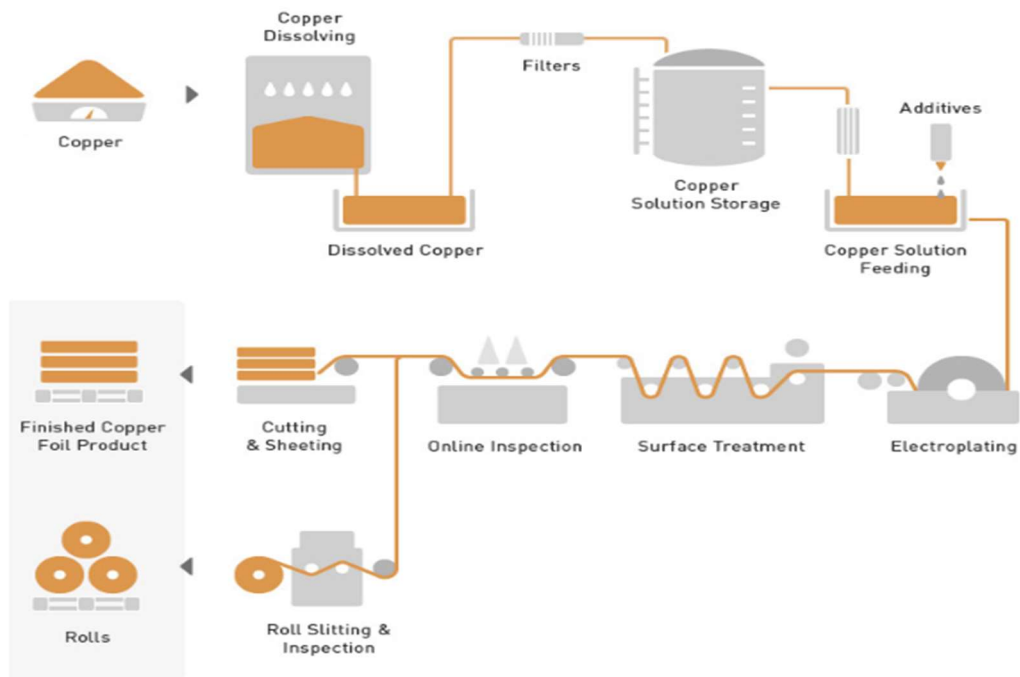 Copper
Dissolving
Copper
Filters
Additives
Dissolved Copper
Copper
Solution Storage
Copper Solution
Feeding
Finished Copper
Foil Product
Cutting
& Sheeting
Online Inspection
Surface Treatment
Electroplating
Rolls
Roll Slitting &
Inspection